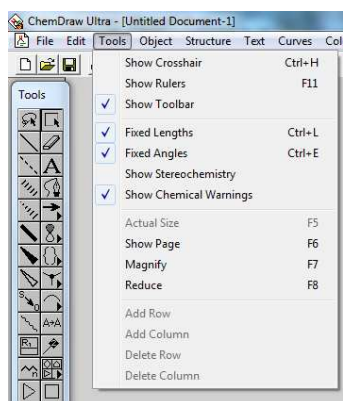 ChemDraw Ultra - [Untitled Document-1]
File Edit Tools Object Structure Text Curves Col
Tools
Show Crosshair Ctrl+H
Show Rulers F11
Show Toolbar
Fixed Lengths Ctrl+L
Fixed Angles Ctrl+E
Show Stereochemistry
Show Chemical Warnings
Actual Size F5
Show Page F6
Magnify F7
Reduce F8
Add Row
Add Column
Delete Row
Delete Column
A
A+A
R1